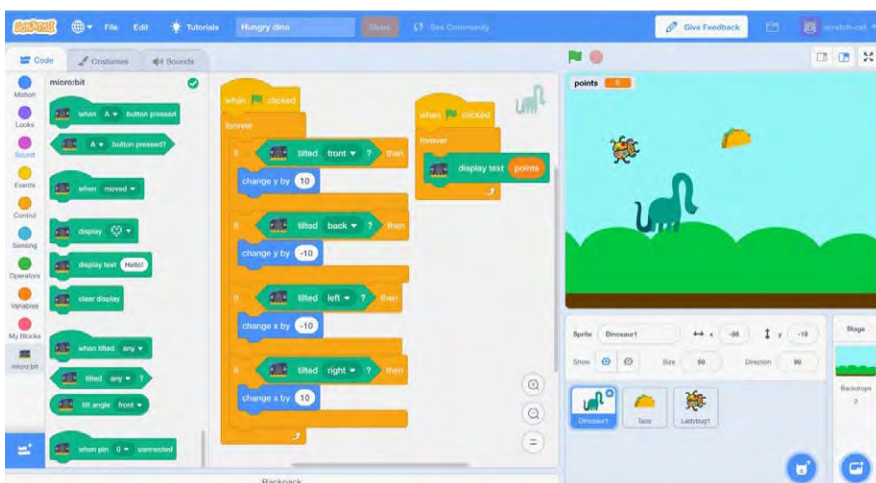 SCRATCH File Edit Tutorials Hungry dino Share See Community Give Feedback
Code Costumes Sounds
Motion
Looks
Sound
Events
Control
Sensing
Operators
Variables
My Blocks
micro:bit
micro:bit
when A button pressed
A button pressed?
when moved
display
display text Hello!
clear display
when tilted any
tilted any ?
tilt angle front
when pin 0 connected
when clicked
forever
if tilted front ? then
change y by 10
if tilted back ? then
change y by -10
if tilted left ? then
change x by -10
if tilted right ? then
change x by 10
when clicked
forever
display text points
Backpack
points
Sprite Dinosaur1 x y
Show Size Direction 90
Dinosaur1 Taco Ladybug1
Stage
Backdrops
2